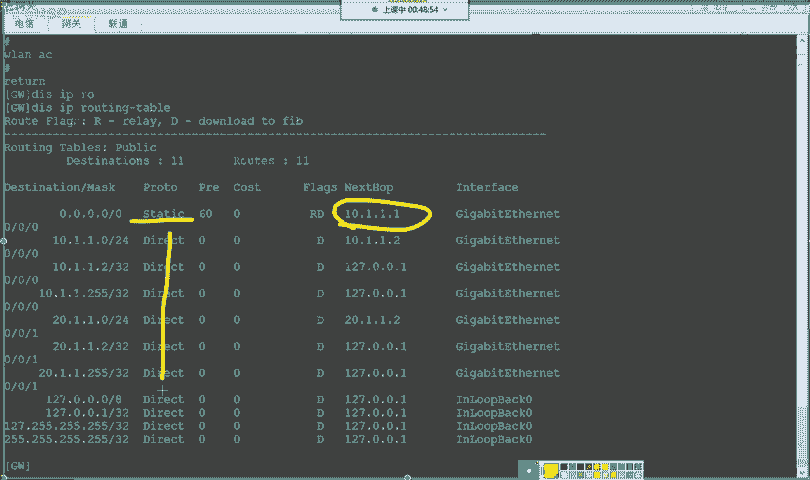 上课中 00:48:54
电信 网关 联通
#
wlan ac
#
return
[GW]dis ip ro
[GW]dis ip routing-table
Route Flags: R - relay, D - download to fib
------------------------------------------------------------------------------
Routing Tables: Public
Destinations : 11 Routes : 11
Destination/Mask Proto Pre Cost Flags NextHop Interface
0.0.0.0/0 Static 60 0 RD 10.1.1.1 GigabitEthernet
0/0/0
10.1.1.0/24 Direct 0 0 D 10.1.1.2 GigabitEthernet
0/0/0
10.1.1.2/32 Direct 0 0 D 127.0.0.1 GigabitEthernet
0/0/0
10.1.1.255/32 Direct 0 0 D 127.0.0.1 GigabitEthernet
0/0/0
20.1.1.0/24 Direct 0 0 D 20.1.1.2 GigabitEthernet
0/0/1
20.1.1.2/32 Direct 0 0 D 127.0.0.1 GigabitEthernet
0/0/1
20.1.1.255/32 Direct 0 0 D 127.0.0.1 GigabitEthernet
0/0/1
127.0.0.0/8 Direct 0 0 D 127.0.0.1 InLoopBack0
127.0.0.1/32 Direct 0 0 D 127.0.0.1 InLoopBack0
127.255.255.255/32 Direct 0 0 D 127.0.0.1 InLoopBack0
255.255.255.255/32 Direct 0 0 D 127.0.0.1 InLoopBack0
[GW]